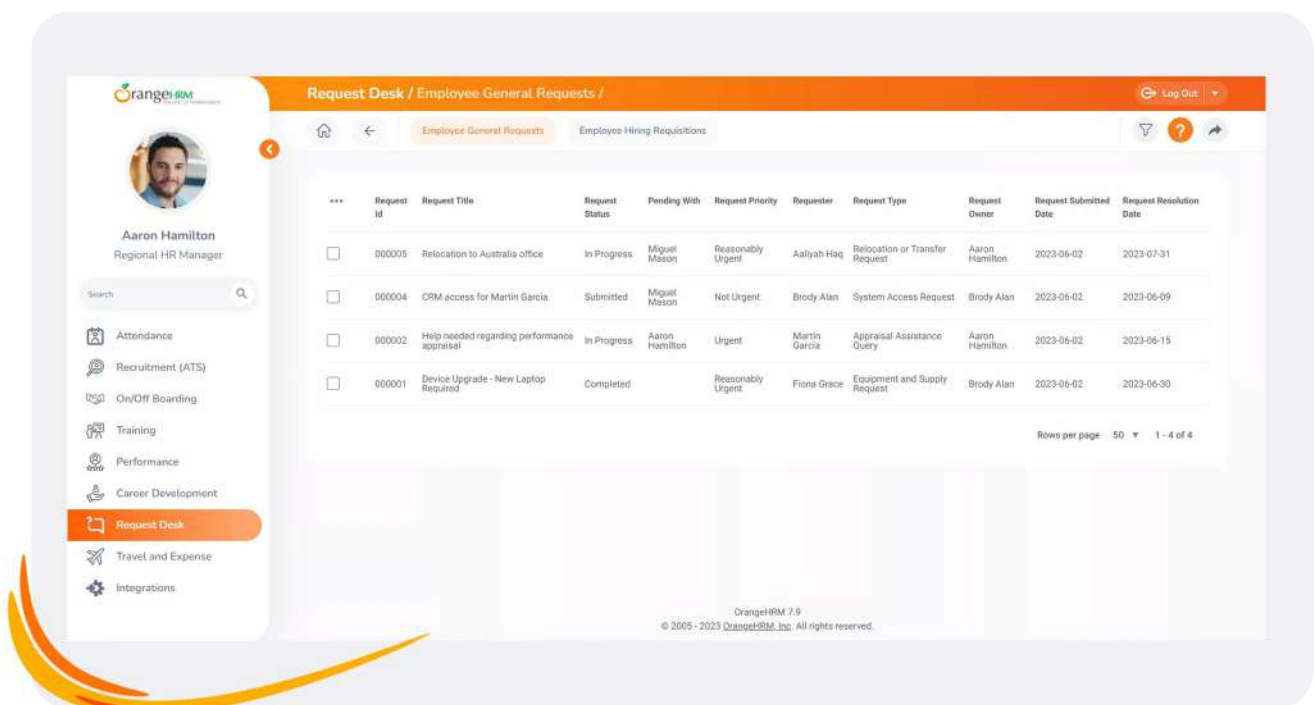 OrangeHRM
Request Desk / Employee General Requests /
Log Out
Employee General Requests
Employee Hiring Requisitions
?
Aaron Hamilton
Regional HR Manager
Search
Attendance
Recruitment (ATS)
On/Off Boarding
Training
Performance
Career Development
Request Desk
Travel and Expense
Integrations
Request Id Request Title Request Status Pending With Request Priority Requester Request Type Request Owner Request Submitted Date Request Resolution Date
000005 Relocation to Australia office In Progress Miguel Mason Reasonably Urgent Aaliyah Haq Relocation or Transfer Request Aaron Hamilton 2023-06-02 2023-07-31
000004 CRM access for Martin Garcia Submitted Miguel Mason Not Urgent Brody Alan System Access Request Brody Alan 2023-06-02 2023-06-09
000002 Help needed regarding performance appraisal In Progress Aaron Hamilton Urgent Martin Garcia Appraisal Assistance Query Aaron Hamilton 2023-06-02 2023-06-15
000001 Device Upgrade - New Laptop Required Completed Reasonably Urgent Fiona Grace Equipment and Supply Request Brody Alan 2023-06-02 2023-06-30
Rows per page 50 1 - 4 of 4
OrangeHRM 7.9
© 2005 - 2023 OrangeHRM, Inc. All rights reserved.